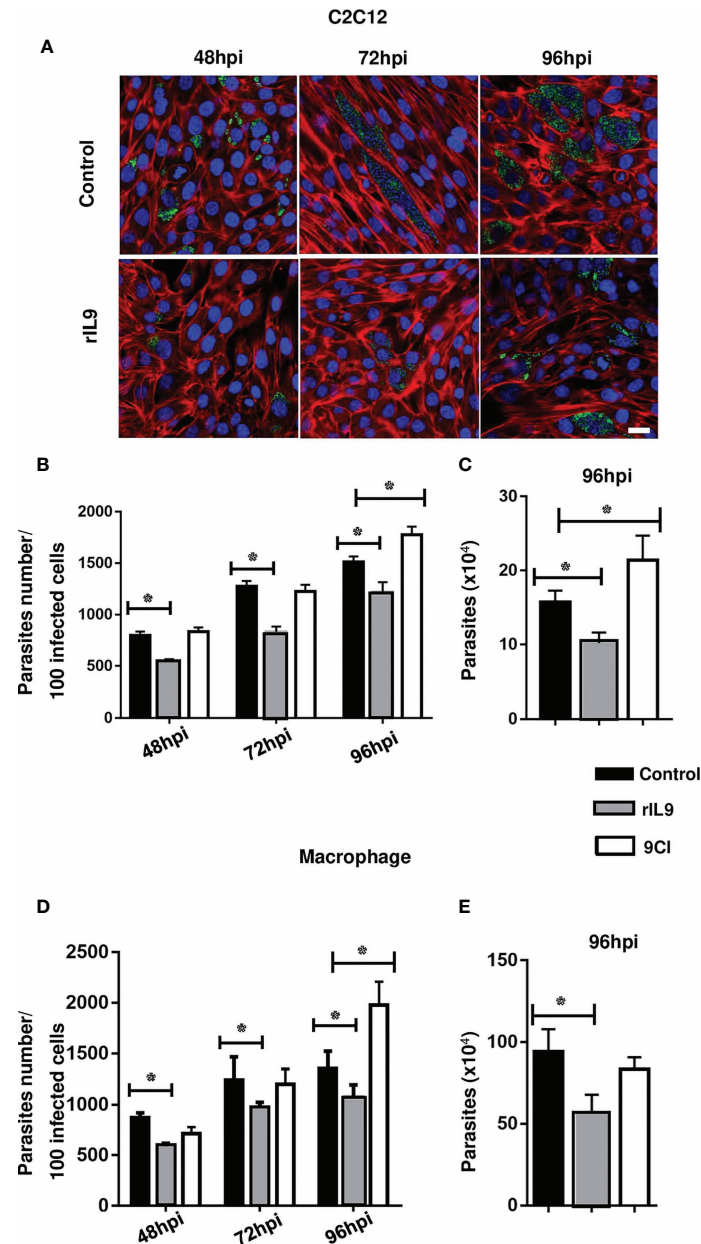 C2C12
A
48hpi
72hpi
96hpi
Control
rIL9
B
Parasites number/
100 infected cells
2000
1500
1000
500
0
*
*
*
*
48hpi
72hpi
96hpi
C
96hpi
Parasites (x10⁴)
30
20
10
0
*
*
Control
rIL9
9Cl
Macrophage
D
Parasites number/
100 infected cells
2500
2000
1500
1000
500
0
*
*
*
*
48hpi
72hpi
96hpi
E
96hpi
Parasites (x10⁴)
150
100
50
0
*